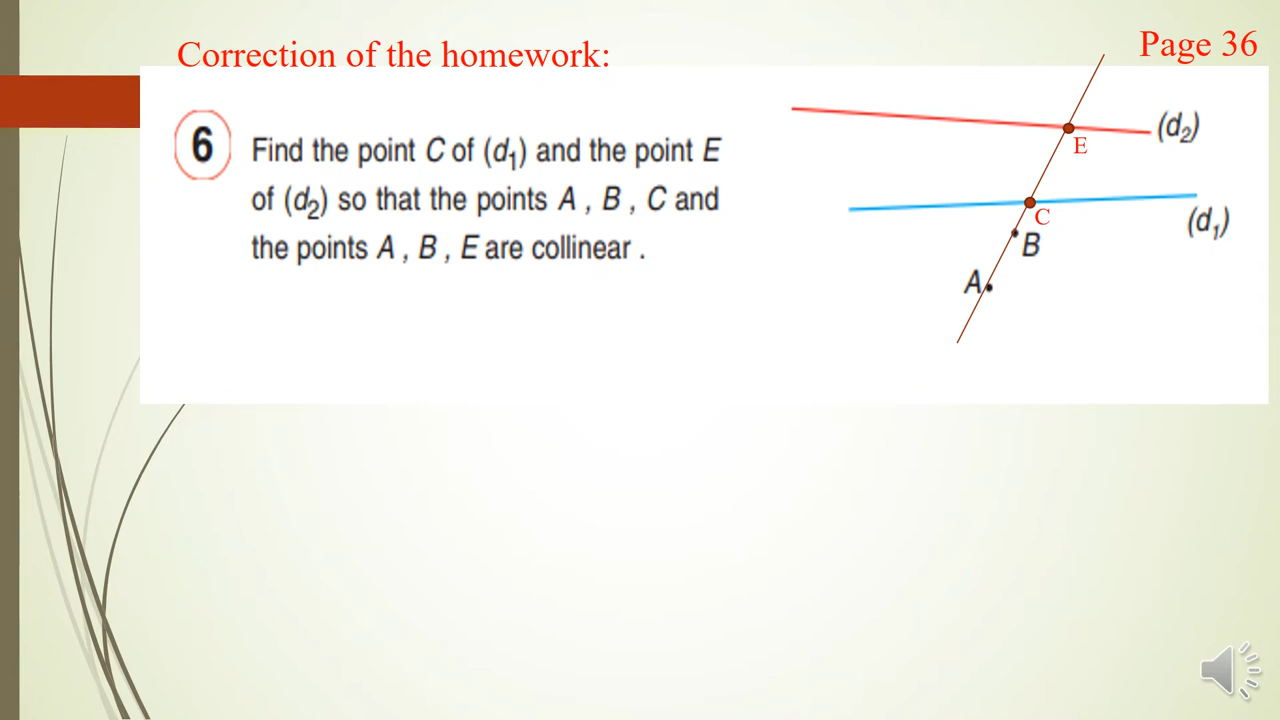 Correction of the homework:
Page 36
6
Find the point C of (d₁) and the point E
of (d₂) so that the points A , B , C and
the points A , B , E are collinear .
(d₂)
E
C
(d₁)
B
A